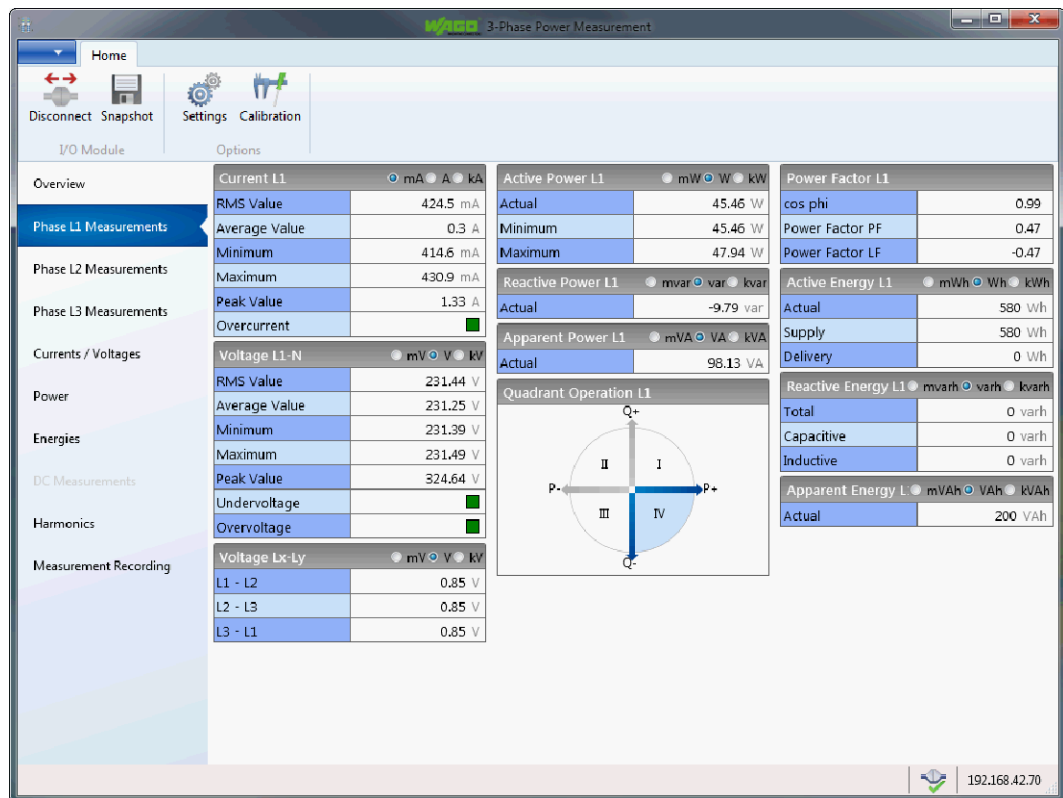 WAGO 3-Phase Power Measurement
Home
Disconnect Snapshot Settings Calibration
I/O Module Options
Overview
Phase L1 Measurements
Phase L2 Measurements
Phase L3 Measurements
Currents / Voltages
Power
Energies
DC Measurements
Harmonics
Measurement Recording
Current L1 mA A kA
RMS Value 424.5 mA
Average Value 0.3 A
Minimum 414.6 mA
Maximum 430.9 mA
Peak Value 1.33 A
Overcurrent
Voltage L1-N mV V kV
RMS Value 231.44 V
Average Value 231.25 V
Minimum 231.39 V
Maximum 231.49 V
Peak Value 324.64 V
Undervoltage
Overvoltage
Voltage Lx-Ly mV V kV
L1 - L2 0.85 V
L2 - L3 0.85 V
L3 - L1 0.85 V
Active Power L1 mW W kW
Actual 45.46 W
Minimum 45.46 W
Maximum 47.94 W
Reactive Power L1 mvar var kvar
Actual -9.79 var
Apparent Power L1 mVA VA kVA
Actual 98.13 VA
Quadrant Operation L1
Q+
II I
P- P+
III IV
Q-
Power Factor L1
cos phi 0.99
Power Factor PF 0.47
Power Factor LF -0.47
Active Energy L1 mWh Wh kWh
Actual 580 Wh
Supply 580 Wh
Delivery 0 Wh
Reactive Energy L1 mvarh varh kvarh
Total 0 varh
Capacitive 0 varh
Inductive 0 varh
Apparent Energy L mVAh VAh kVAh
Actual 200 VAh
192.168.42.70